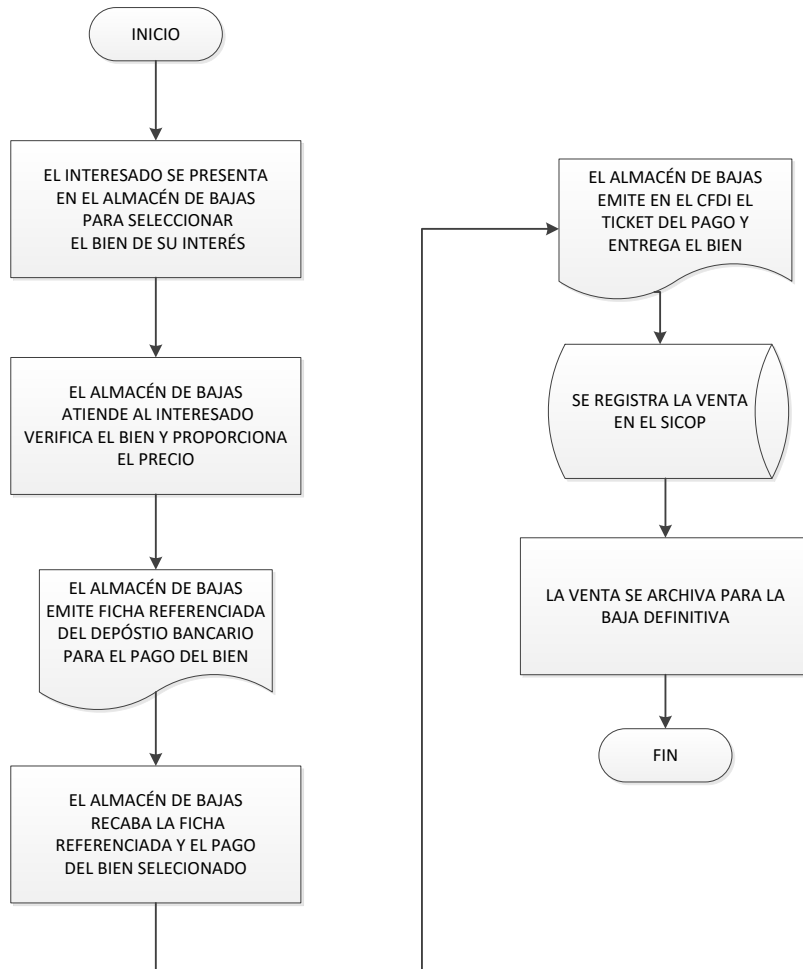 INICIO
EL INTERESADO SE PRESENTA
EN EL ALMACÉN DE BAJAS
PARA SELECCIONAR
EL BIEN DE SU INTERÉS
EL ALMACÉN DE BAJAS
ATIENDE AL INTERESADO
VERIFICA EL BIEN Y PROPORCIONA
EL PRECIO
EL ALMACÉN DE BAJAS
EMITE FICHA REFERENCIADA
DEL DEPÓSTIO BANCARIO
PARA EL PAGO DEL BIEN
EL ALMACÉN DE BAJAS
RECABA LA FICHA
REFERENCIADA Y EL PAGO
DEL BIEN SELECIONADO
EL ALMACÉN DE BAJAS
EMITE EN EL CFDI EL
TICKET DEL PAGO Y
ENTREGA EL BIEN
SE REGISTRA LA VENTA
EN EL SICOP
LA VENTA SE ARCHIVA PARA LA
BAJA DEFINITIVA
FIN